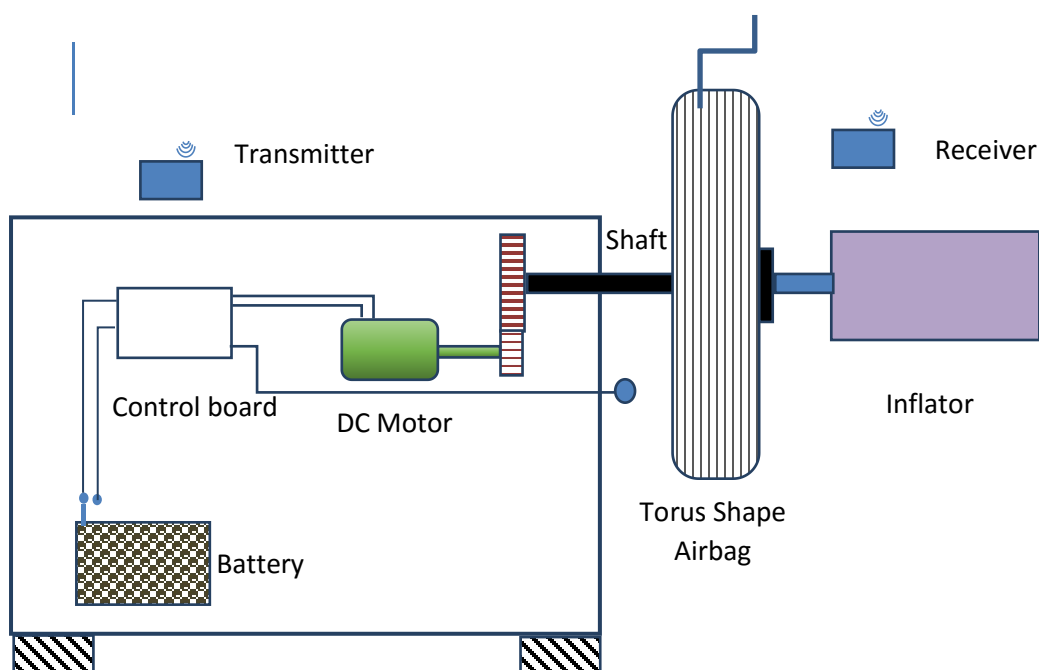 Transmitter
Receiver
Shaft
Control board
DC Motor
Inflator
Torus Shape
Airbag
Battery